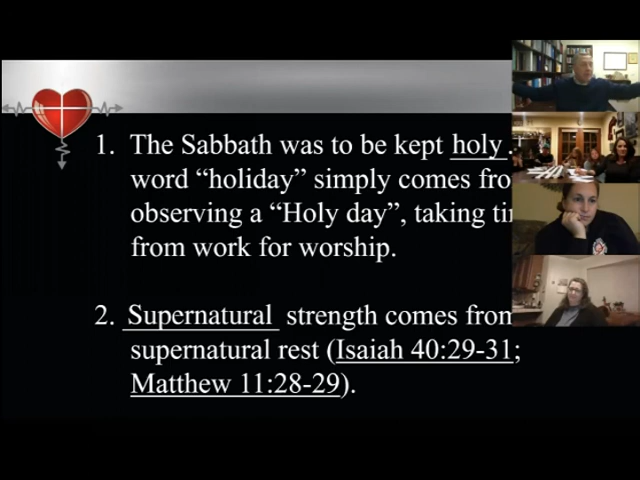 1. The Sabbath was to be kept holy.
word “holiday” simply comes fro
observing a “Holy day”, taking ti
from work for worship.
2. Supernatural strength comes from
supernatural rest (Isaiah 40:29-31;
Matthew 11:28-29).